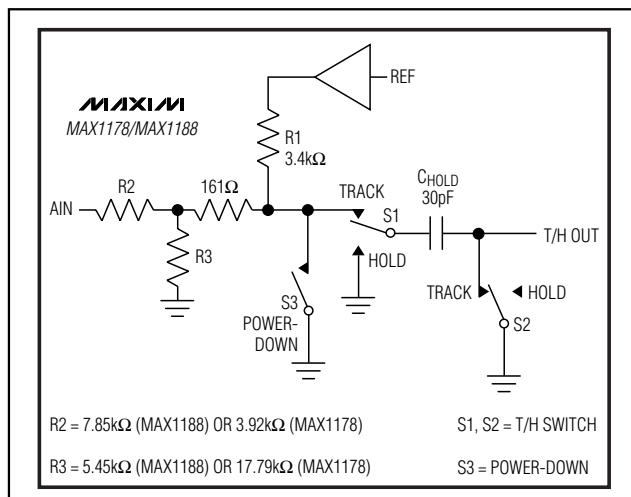 REF
MAXIM
MAX1178/MAX1188
R1
3.4kΩ
R2
161Ω
TRACK
CHOLD
30pF
AIN
S1
T/H OUT
R3
HOLD
S3
POWER-
DOWN
TRACK
HOLD
S2
R2 = 7.85kΩ (MAX1188) OR 3.92kΩ (MAX1178)
S1, S2 = T/H SWITCH
R3 = 5.45kΩ (MAX1188) OR 17.79kΩ (MAX1178)
S3 = POWER-DOWN